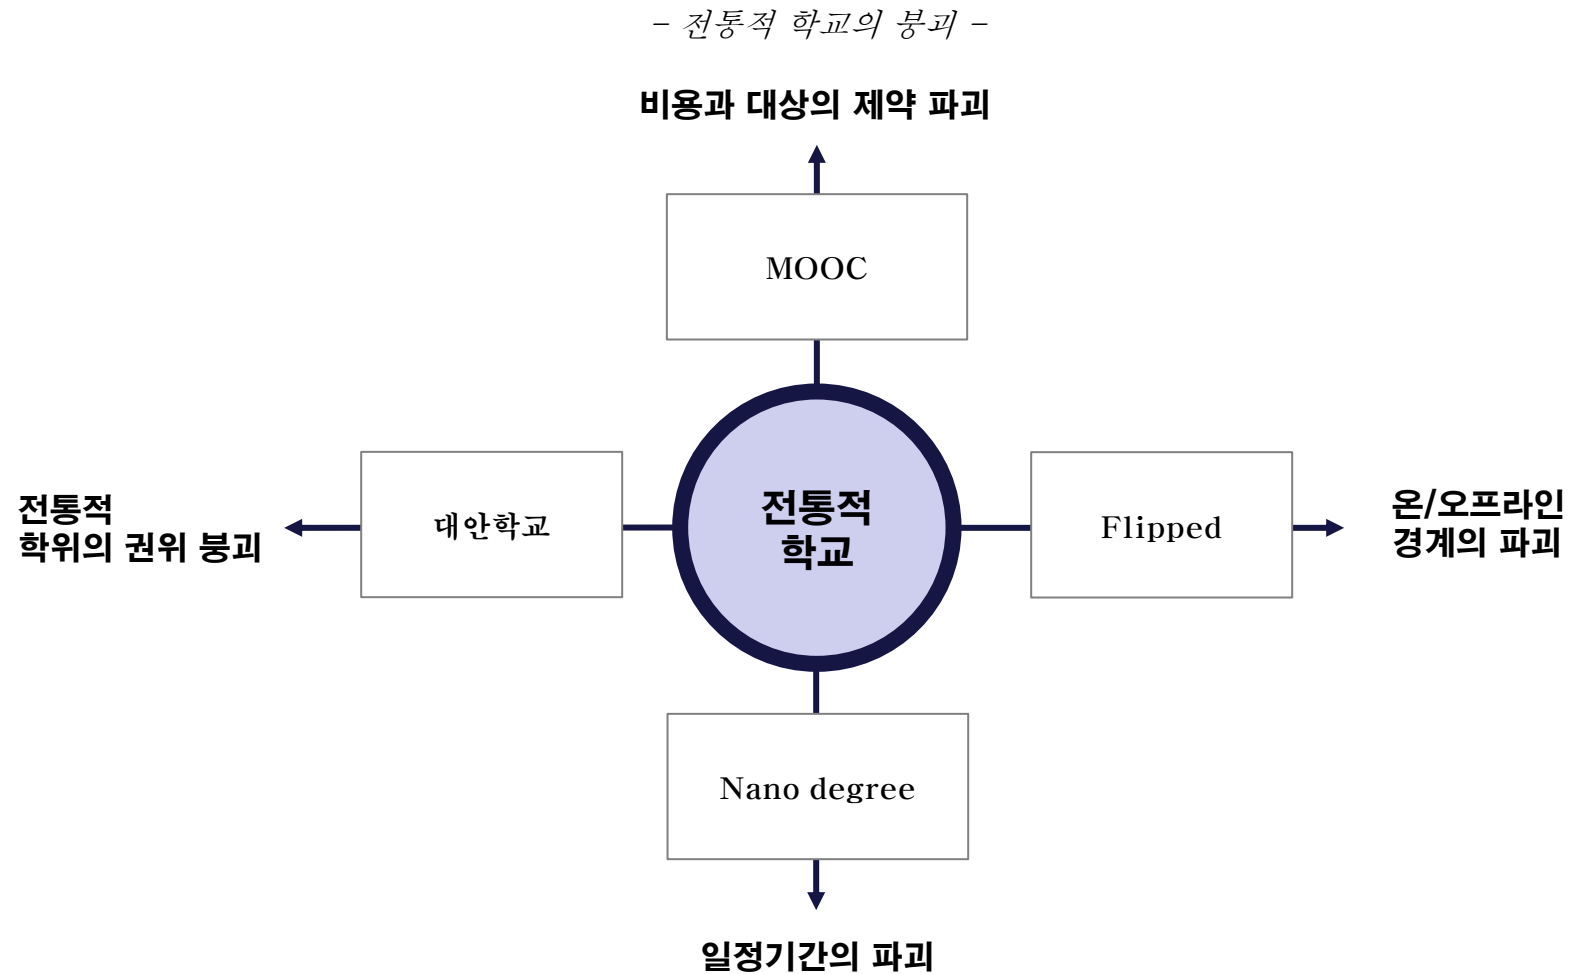 - 전통적 학교의 붕괴 -
비용과 대상의 제약 파괴
MOOC
전통적
학위의 권위 붕괴
대안학교
전통적
학교
Flipped
온/오프라인
경계의 파괴
Nano degree
일정기간의 파괴